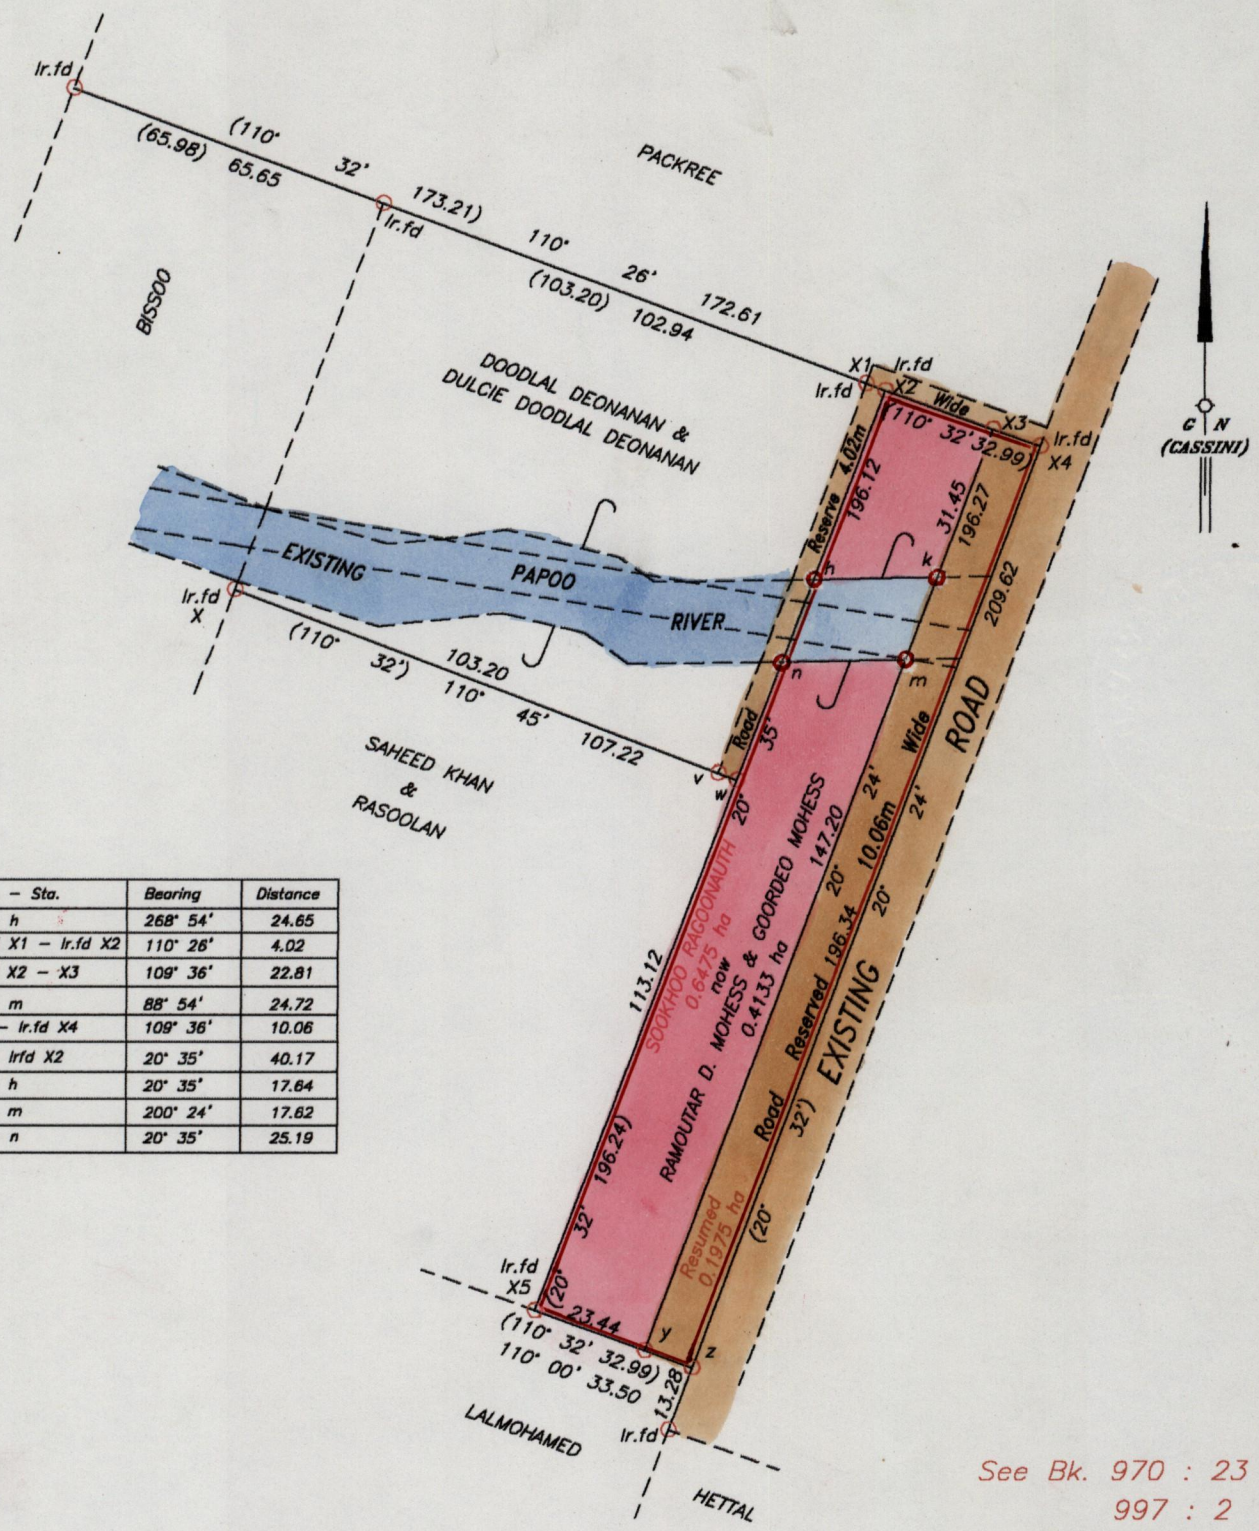 Ir.fd
(110° 32' 173.21)
(65.98) 65.65
Ir.fd
PACKREE
110° 26' 172.61
(103.20) 102.94
BISSOO
DOODLAL DEONANAN &
DULCIE DOODLAL DEONANAN
X1 Ir.fd
Ir.fd X2
Wide X3
(110° 32' 32.99)
Ir.fd
X4
G N
(CASSINI)
Reserve 4.02m
196.12
31.45
196.27
209.62
h
k
EXISTING PAPOO RIVER
n
m
Ir.fd
X
(110° 32') 103.20
110° 45' 107.22
Road
35'
v
w
20°
SAHEED KHAN
&
RASOOLAN
Wide
ROAD
24'
24'
147.20
10.06m
20°
20°
196.34
Reserved
EXISTING
Road
32')
(20°
SOOKHOO RAGOONAUTH
0.6475 ha
now
RAMOUTAR D. MOHESS & GOORDEO MOHESS
0.4133 ha
113.12
196.24)
32'
(20°
Resumed
0.1975 ha
– Sta. Bearing Distance
h 268° 54' 24.65
X1 – Ir.fd X2 110° 26' 4.02
X2 – X3 109° 36' 22.81
m 88° 54' 24.72
– Ir.fd X4 109° 36' 10.06
Irfd X2 20° 35' 40.17
h 20° 35' 17.64
m 200° 24' 17.62
n 20° 35' 25.19
Ir.fd
X5
23.44
y
z
(110° 32' 32.99)
110° 00' 33.50
13.28
LALMOHAMED
Ir.fd
HETTAL
See Bk. 970 : 23
997 : 2